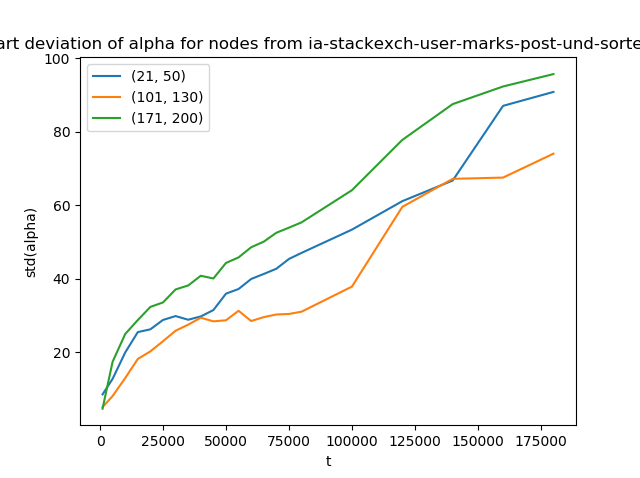 art deviation of alpha for nodes from ia-stackexch-user-marks-post-und-sorte
100
80
60
40
20
std(alpha)
(21, 50)
(101, 130)
(171, 200)
0 25000 50000 75000 100000 125000 150000 175000
t